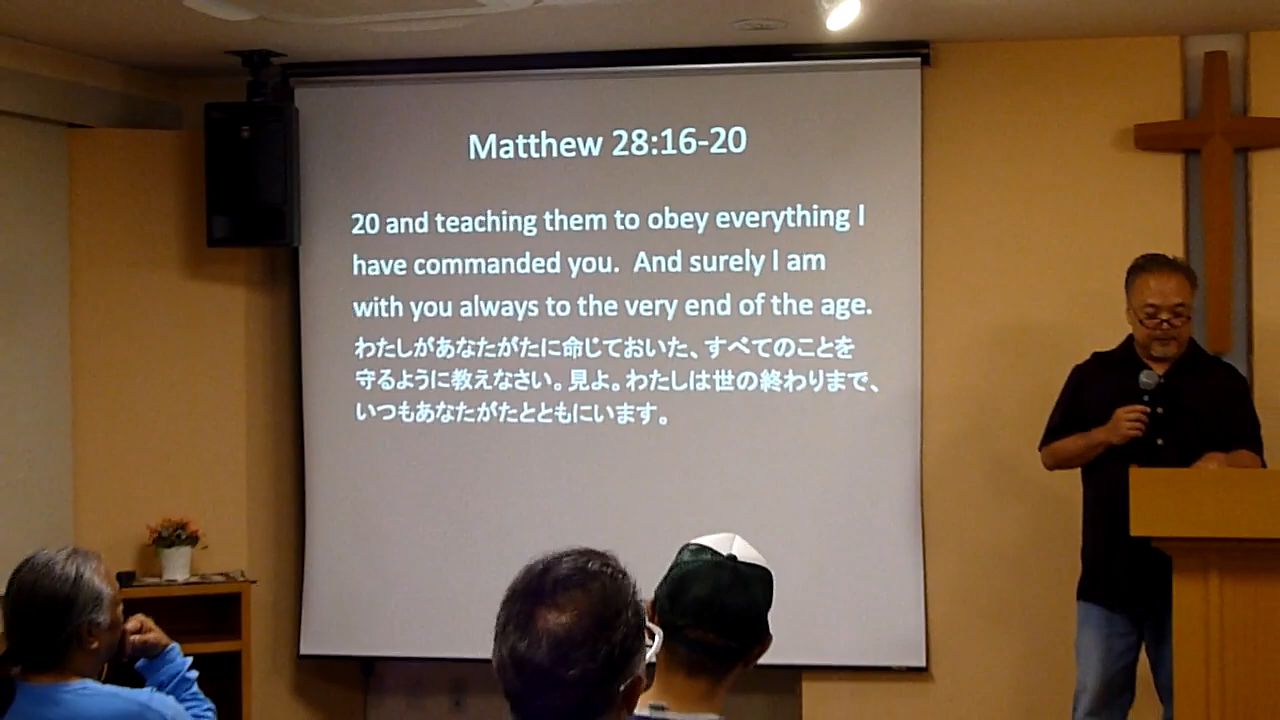 Matthew 28:16-20
20 and teaching them to obey everything I
have commanded you.  And surely I am
with you always to the very end of the age.
わたしがあなたがたに命じておいた、すべてのことを
守るように教えなさい。見よ。わたしは世の終わりまで、
いつもあなたがたとともにいます。